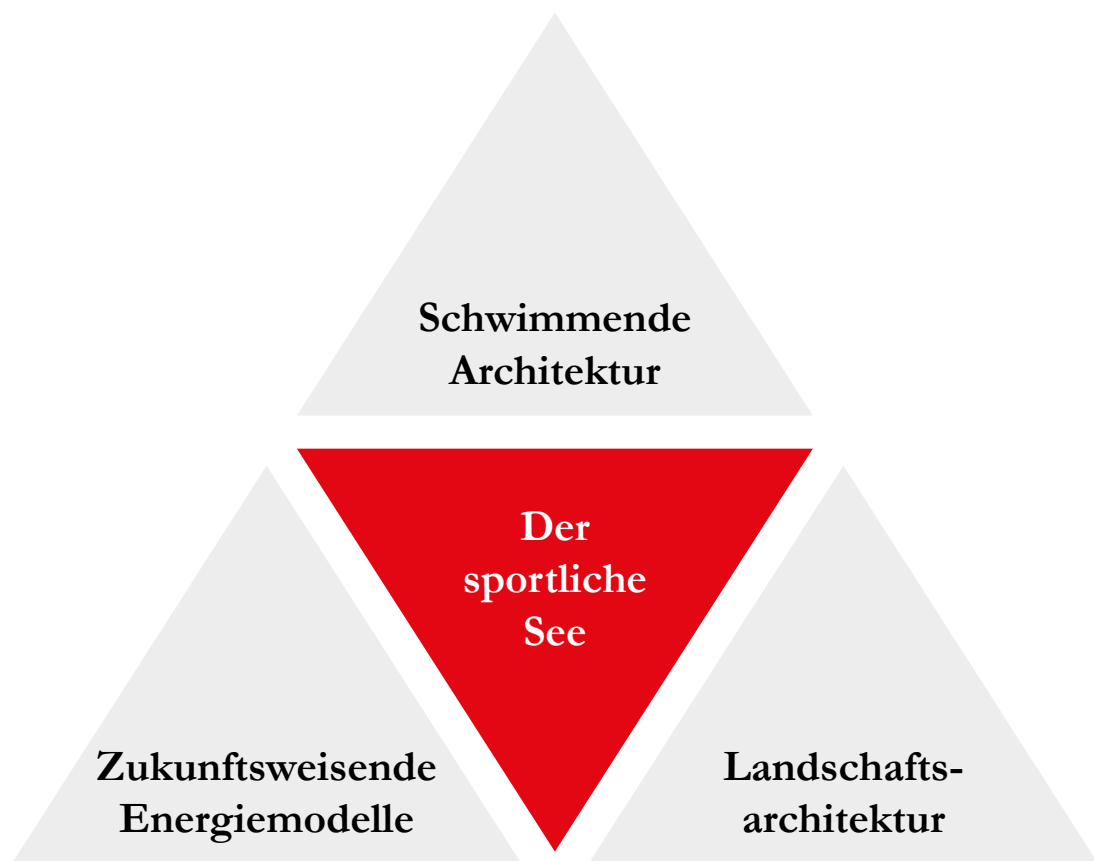 Schwimmende
Architektur
Der
sportliche
See
Zukunftsweisende
Energiemodelle
Landschafts-
architektur